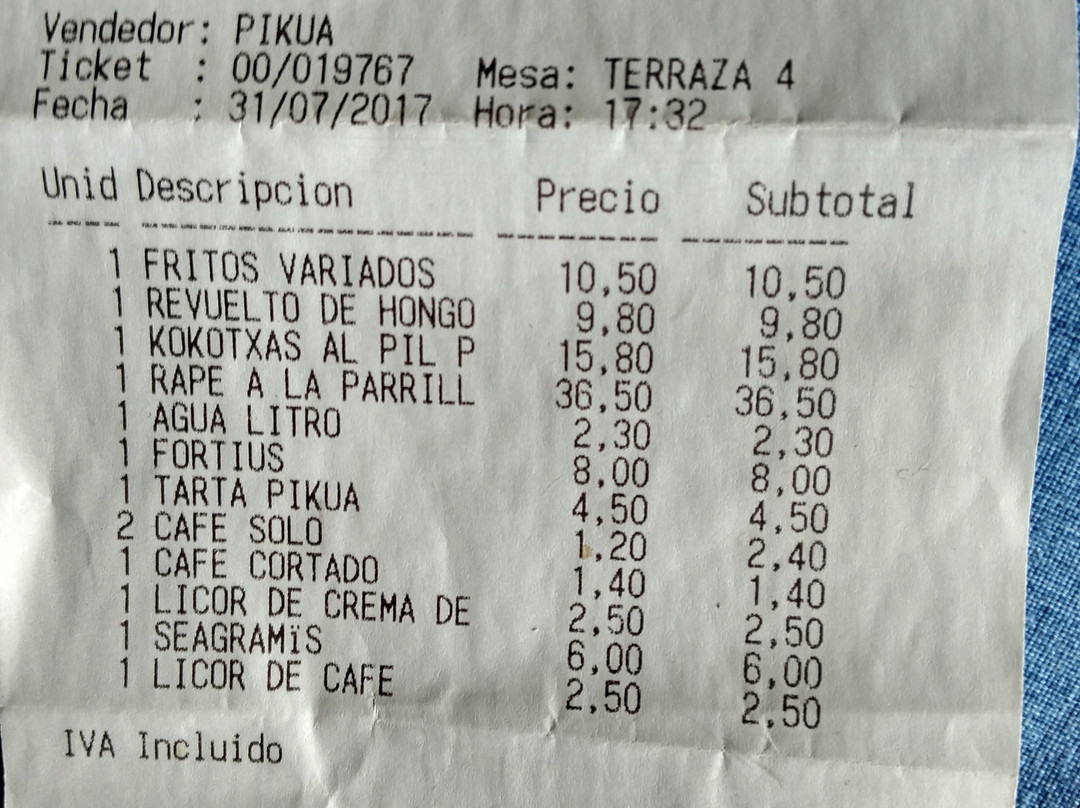 Vendedor: PIKUA
Ticket : 00/019767 Mesa: TERRAZA 4
Fecha : 31/07/2017 Hora: 17:32
Unid Descripcion Precio Subtotal
1 FRITOS VARIADOS 10,50 10,50
1 REVUELTO DE HONGO 9,80 9,80
1 KOKOTXAS AL PIL P 15,80 15,80
1 RAPE A LA PARRILL 36,50 36,50
1 AGUA LITRO 2,30 2,30
1 FORTIUS 8,00 8,00
1 TARTA PIKUA 4,50 4,50
2 CAFE SOLO 1,20 2,40
1 CAFE CORTADO 1,40 1,40
1 LICOR DE CREMA DE 2,50 2,50
1 SEAGRAMïS 6,00 6,00
1 LICOR DE CAFE 2,50 2,50
IVA Incluido